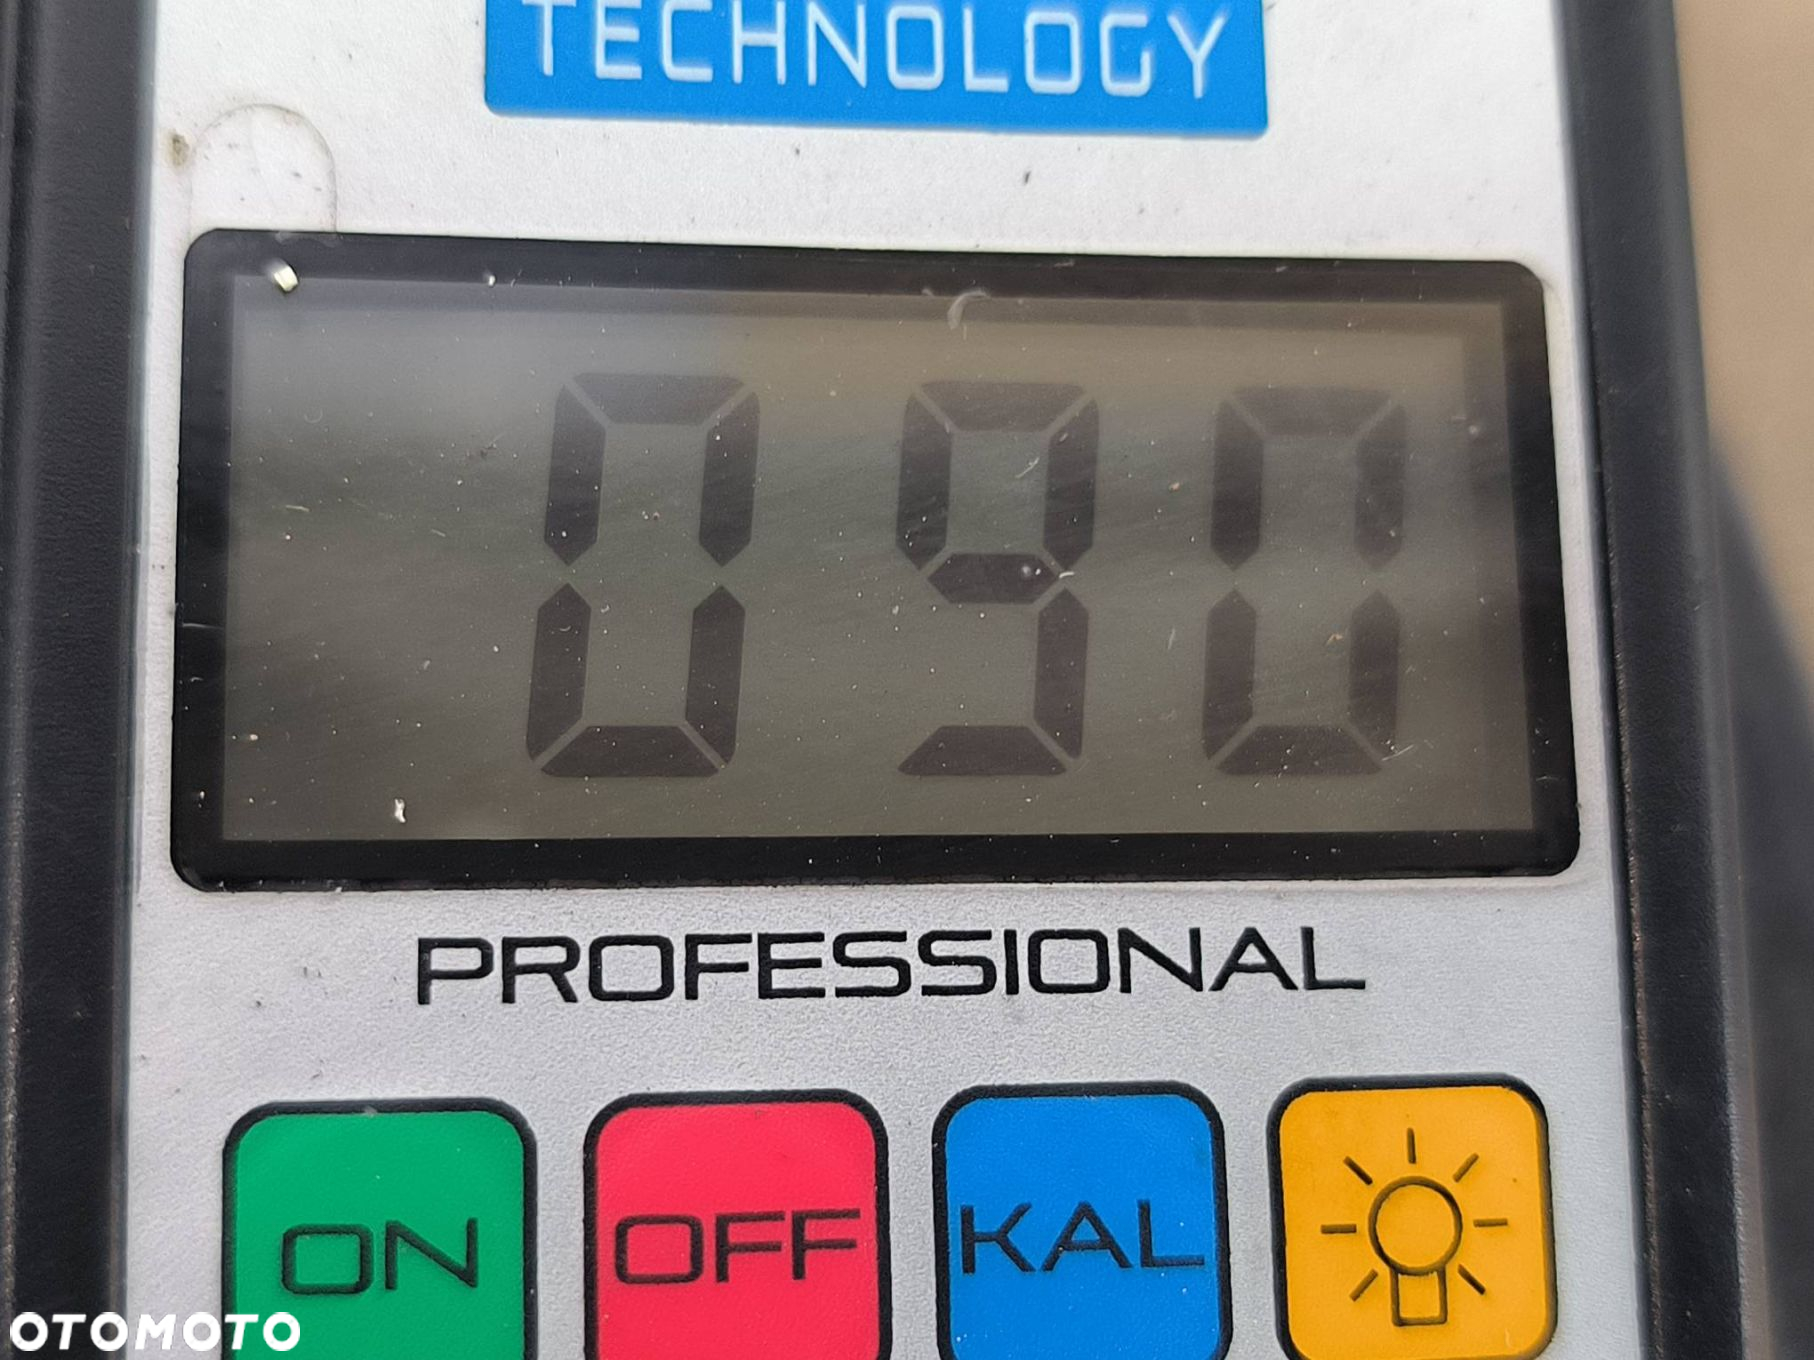 TECHNOLOGY
090
PROFESSIONAL
ON OFF KAL
OTOMOTO